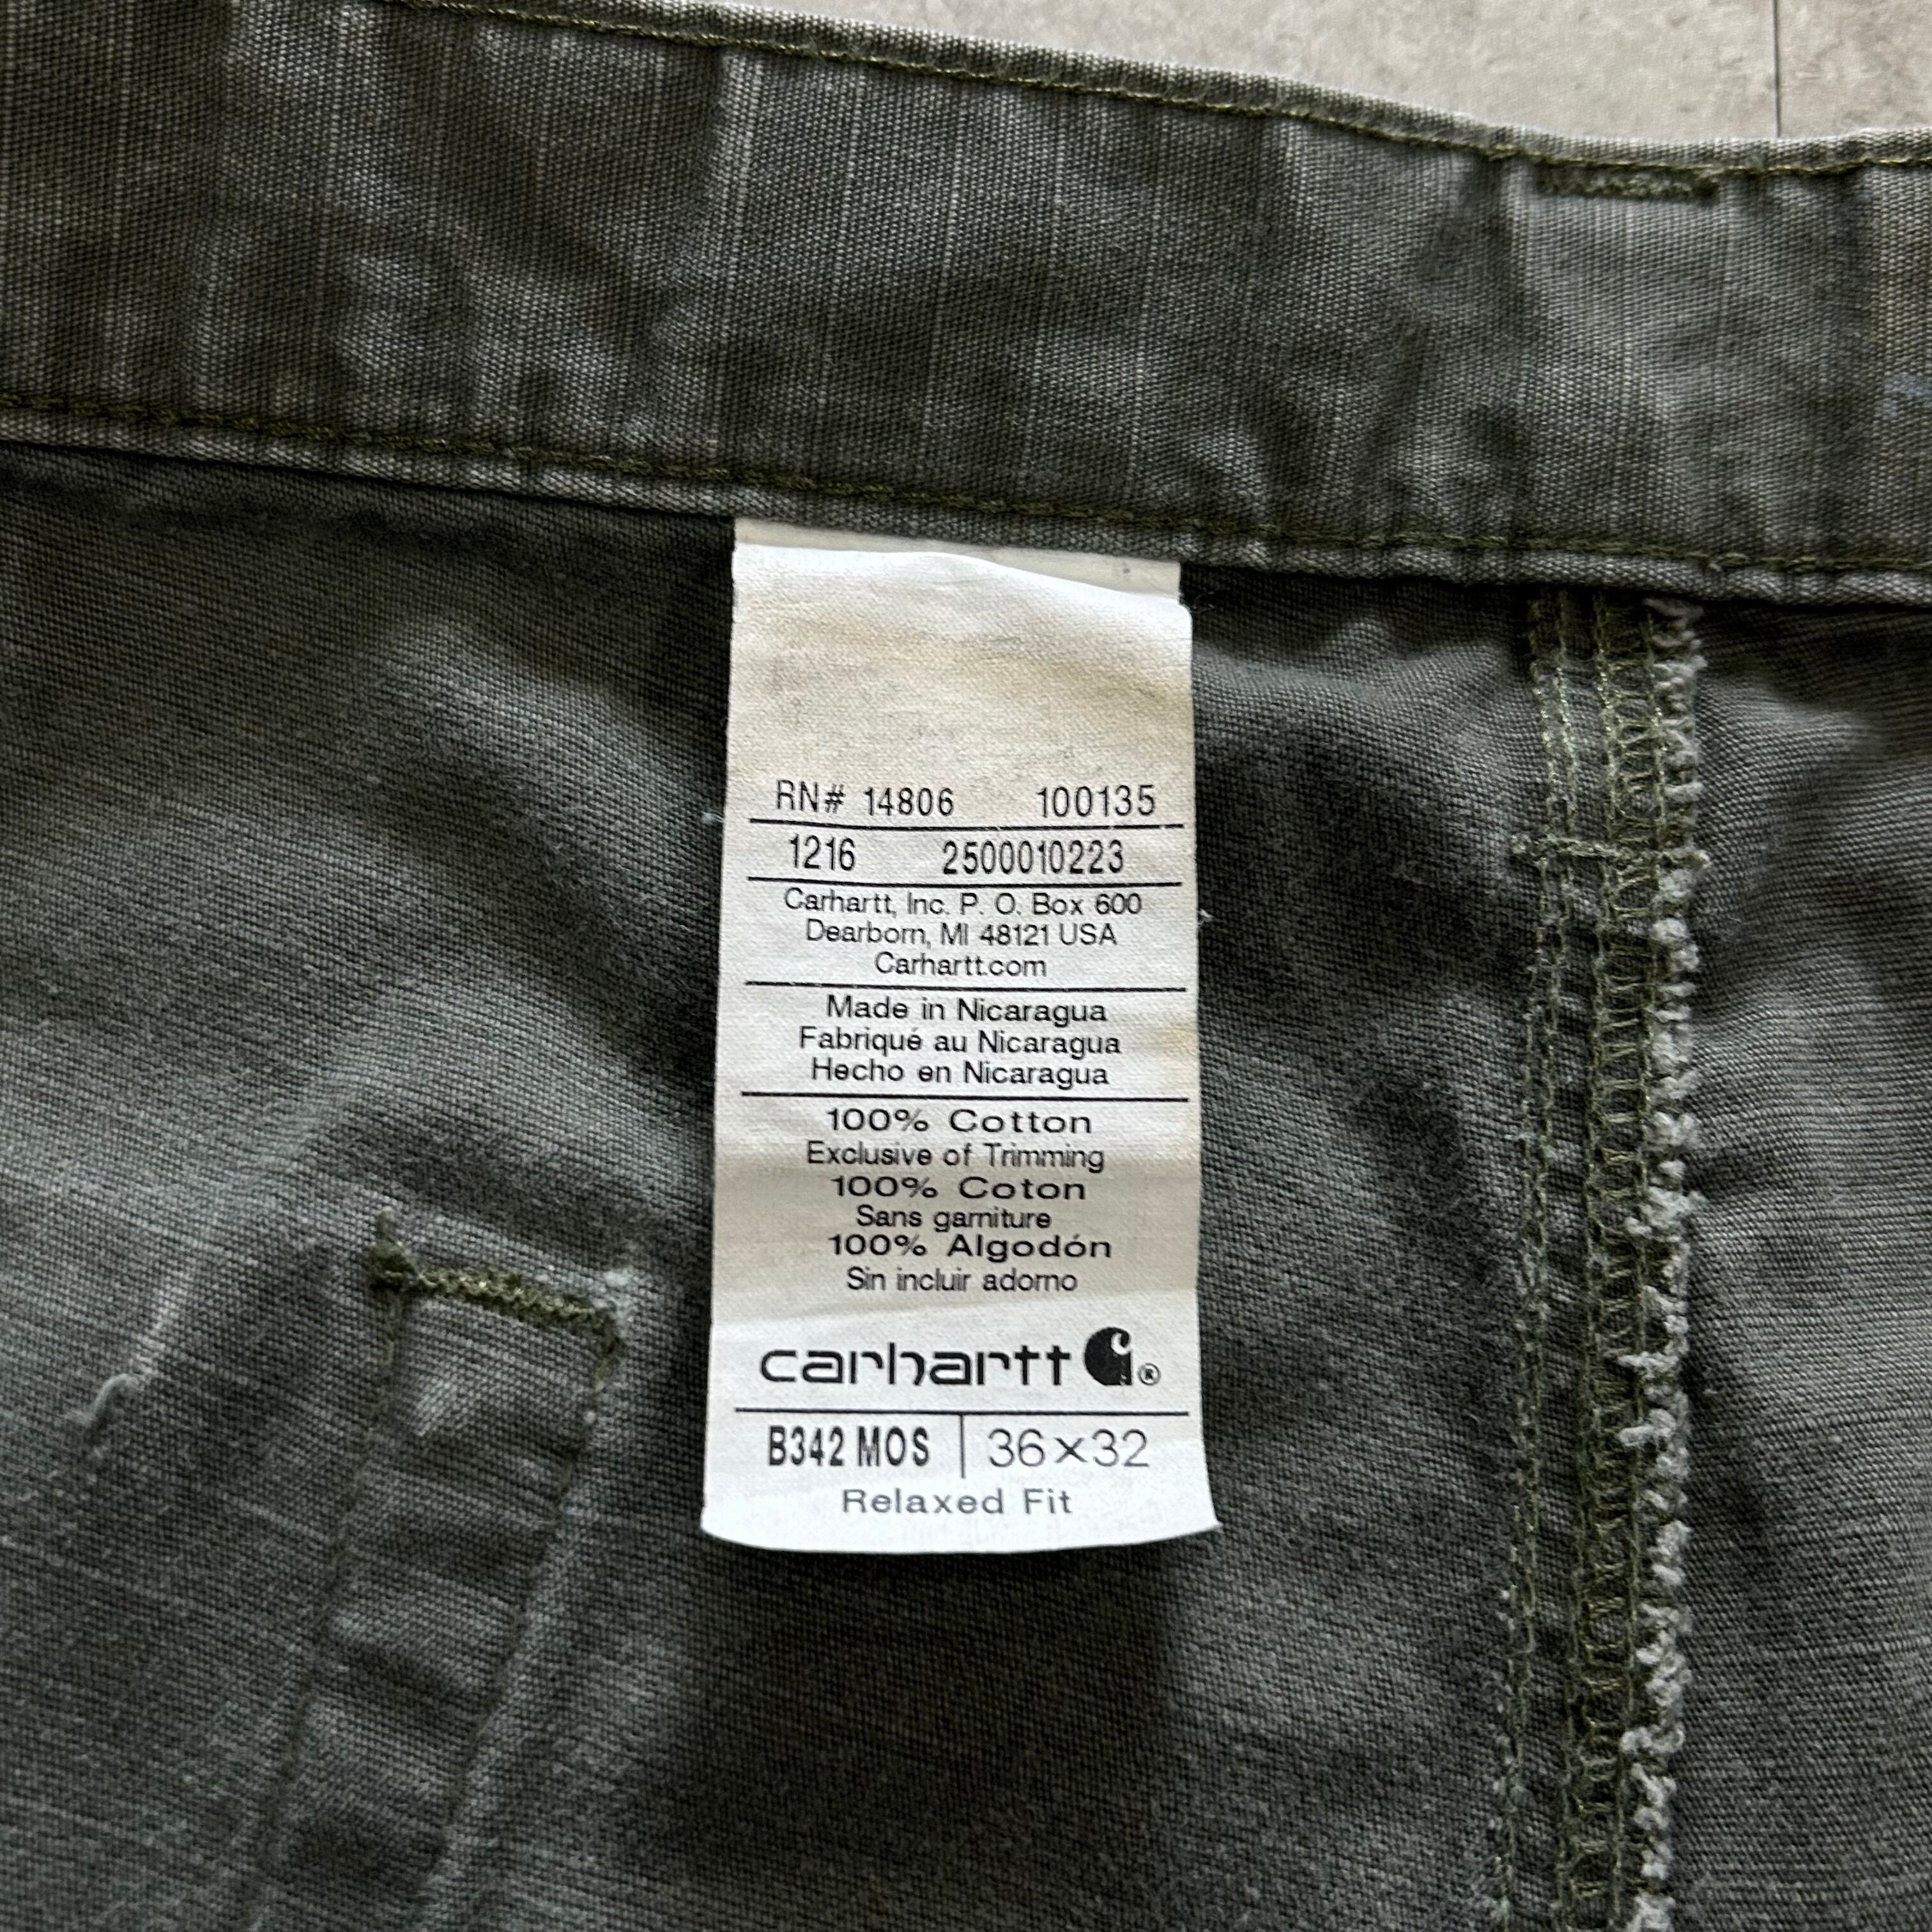 RN# 14806 100135
1216 2500010223
Carhartt, Inc. P. O. Box 600
Dearborn, MI 48121 USA
Carhartt.com
Made in Nicaragua
Fabriqué au Nicaragua
Hecho en Nicaragua
100% Cotton
Exclusive of Trimming
100% Coton
Sans garniture
100% Algodón
Sin incluir adorno
carhartt ®
B342 MOS | 36×32
Relaxed Fit